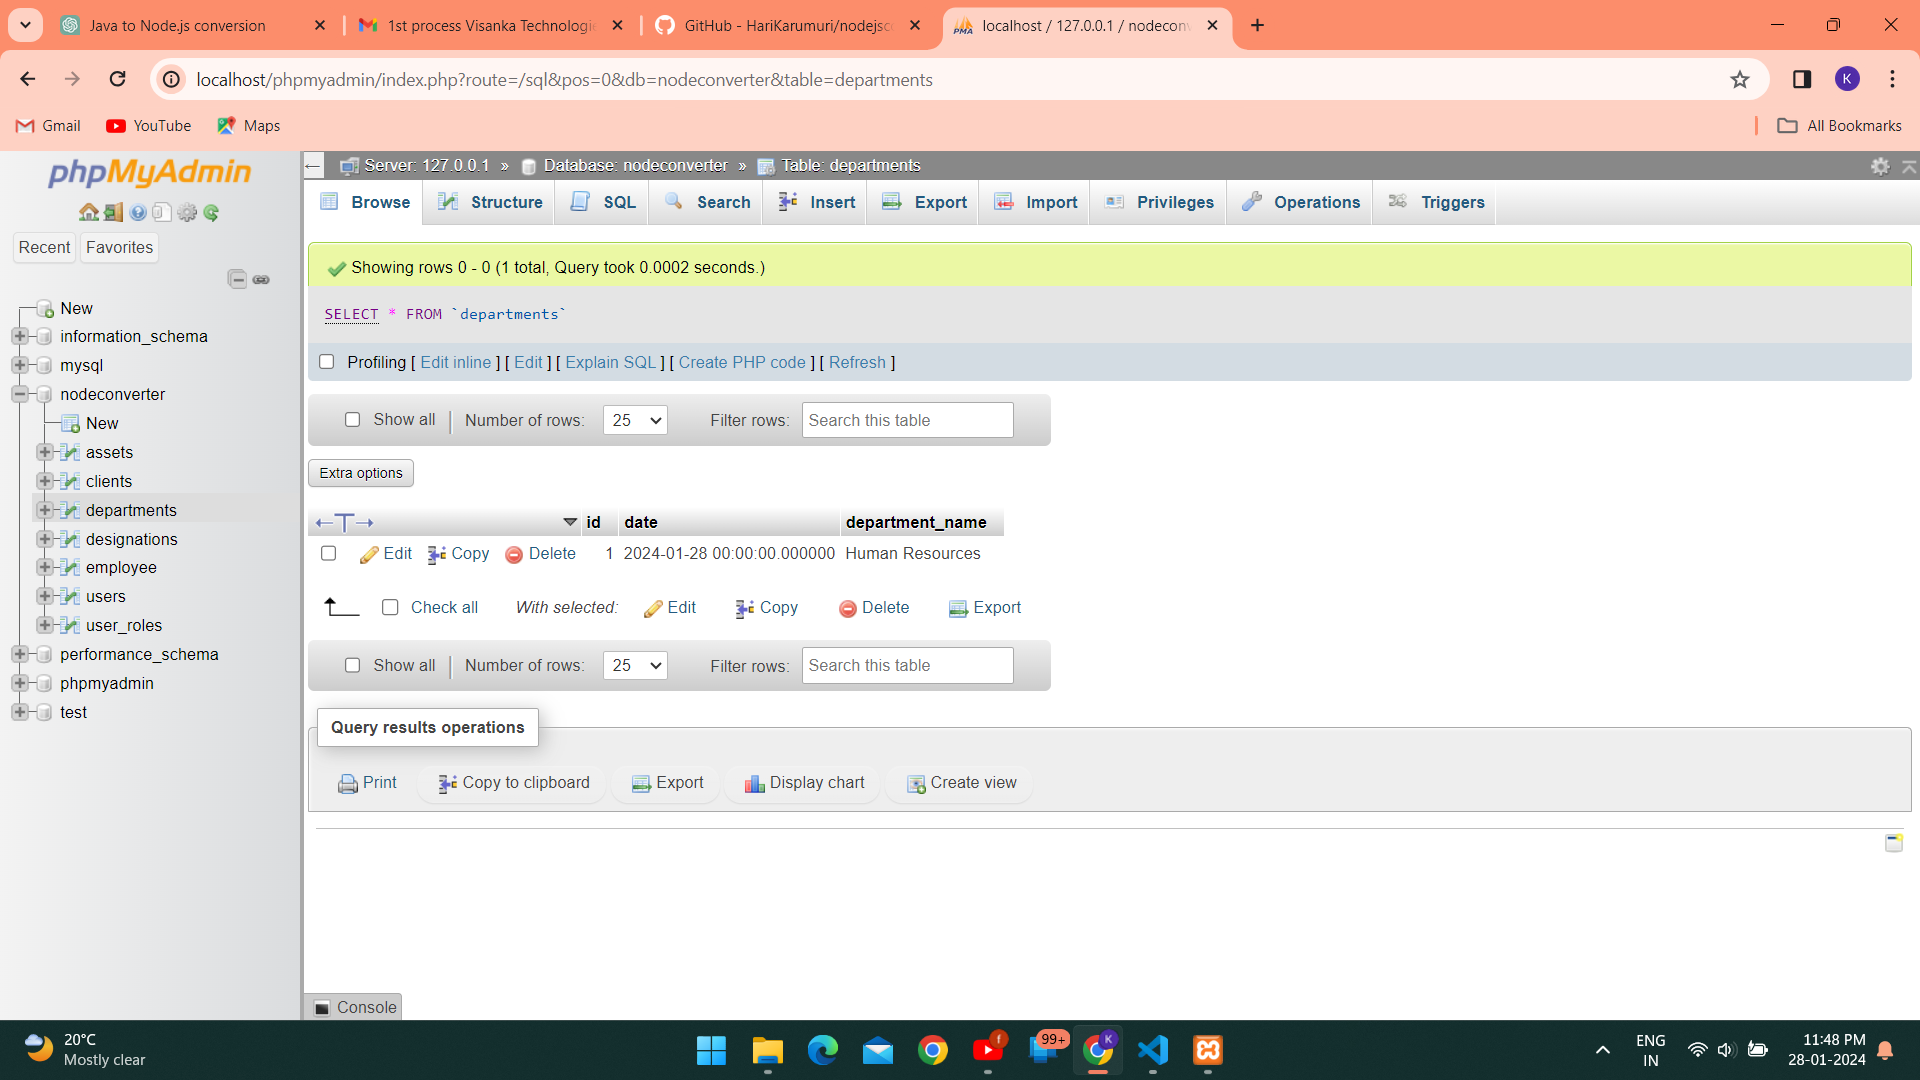 Java to Node.js conversion
1st process Visanka Technologie
GitHub - HariKarumuri/nodejsco
localhost / 127.0.0.1 / nodeconv
localhost/phpmyadmin/index.php?route=/sql&pos=0&db=nodeconverter&table=departments
K
Gmail
YouTube
Maps
All Bookmarks
phpMyAdmin
Server: 127.0.0.1 » Database: nodeconverter » Table: departments
Browse
Structure
SQL
Search
Insert
Export
Import
Privileges
Operations
Triggers
Recent
Favorites
New
information_schema
mysql
nodeconverter
New
assets
clients
departments
designations
employee
users
user_roles
performance_schema
phpmyadmin
test
Showing rows 0 - 0 (1 total, Query took 0.0002 seconds.)
SELECT * FROM `departments`
Profiling [ Edit inline ] [ Edit ] [ Explain SQL ] [ Create PHP code ] [ Refresh ]
Show all
Number of rows: 25
Filter rows: Search this table
Extra options
id date department_name
Edit Copy Delete 1 2024-01-28 00:00:00.000000 Human Resources
Check all With selected: Edit Copy Delete Export
Show all
Number of rows: 25
Filter rows: Search this table
Query results operations
Print
Copy to clipboard
Export
Display chart
Create view
Console
20°C
Mostly clear
f
99+
K
ENG
IN
11:48 PM
28-01-2024